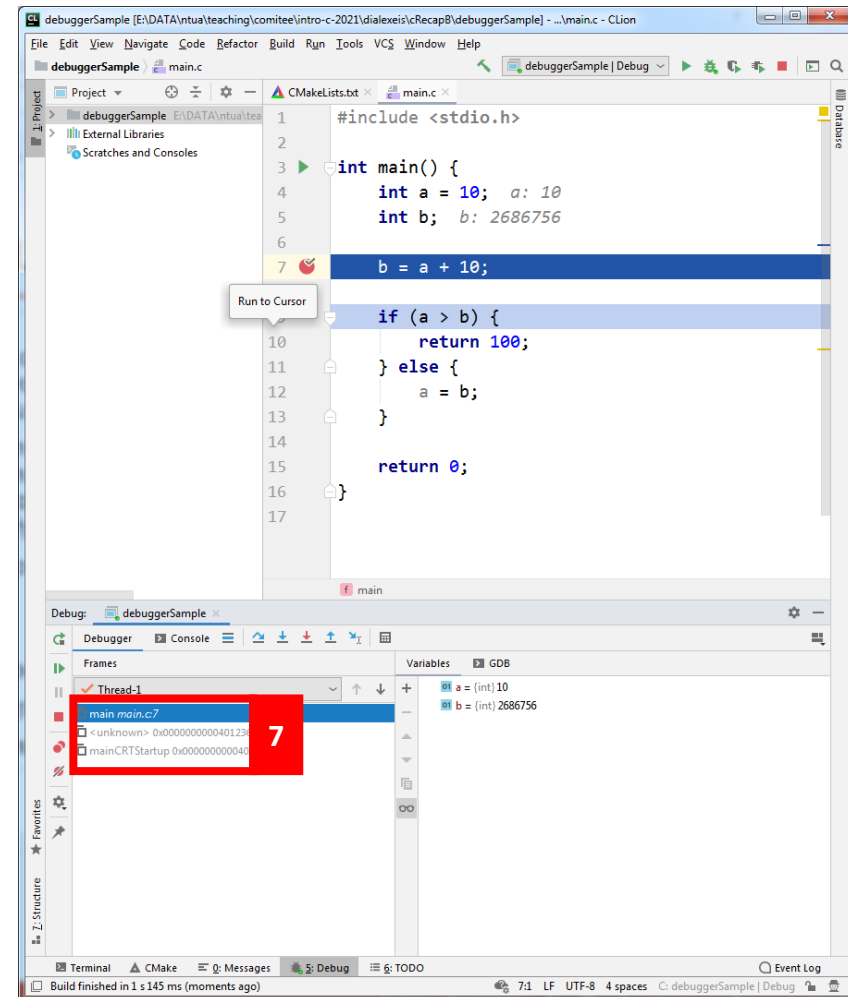 CL debuggerSample [E:\DATA\ntua\teaching\comitee\intro-c-2021\dialexeis\cRecapB\debuggerSample] - ...\main.c - CLion
File Edit View Navigate Code Refactor Build Run Tools VCS Window Help
debuggerSample main.c debuggerSample | Debug
Project CMakeLists.txt main.c
1: Project
debuggerSample E:\DATA\ntua\tea
External Libraries
Scratches and Consoles
Database
1 #include <stdio.h>
2
3 int main() {
4 int a = 10; a: 10
5 int b; b: 2686756
6
7 b = a + 10;
Run to Cursor
if (a > b) {
10 return 100;
11 } else {
12 a = b;
13 }
14
15 return 0;
16 }
17
f main
Debug: debuggerSample
Debugger Console
Frames Variables GDB
Thread-1
main main.c:7
<unknown> 0x000000000040123
mainCRTStartup 0x000000000040
7
01 a = {int} 10
01 b = {int} 2686756
Favorites
Z: Structure
Terminal CMake 0: Messages 5: Debug 6: TODO Event Log
Build finished in 1 s 145 ms (moments ago) 7:1 LF UTF-8 4 spaces C: debuggerSample | Debug